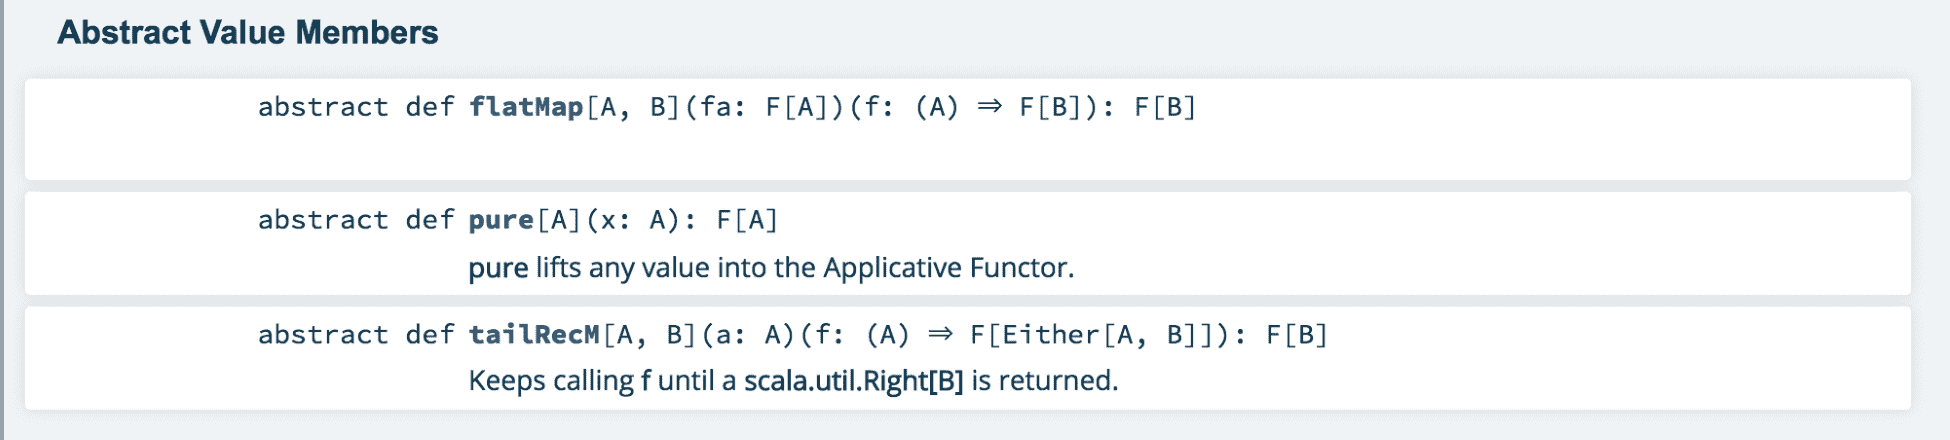 Abstract Value Members
abstract def flatMap[A, B](fa: F[A])(f: (A) ⇒ F[B]): F[B]
abstract def pure[A](x: A): F[A]
pure lifts any value into the Applicative Functor.
abstract def tailRecM[A, B](a: A)(f: (A) ⇒ F[Either[A, B]]): F[B]
Keeps calling f until a scala.util.Right[B] is returned.